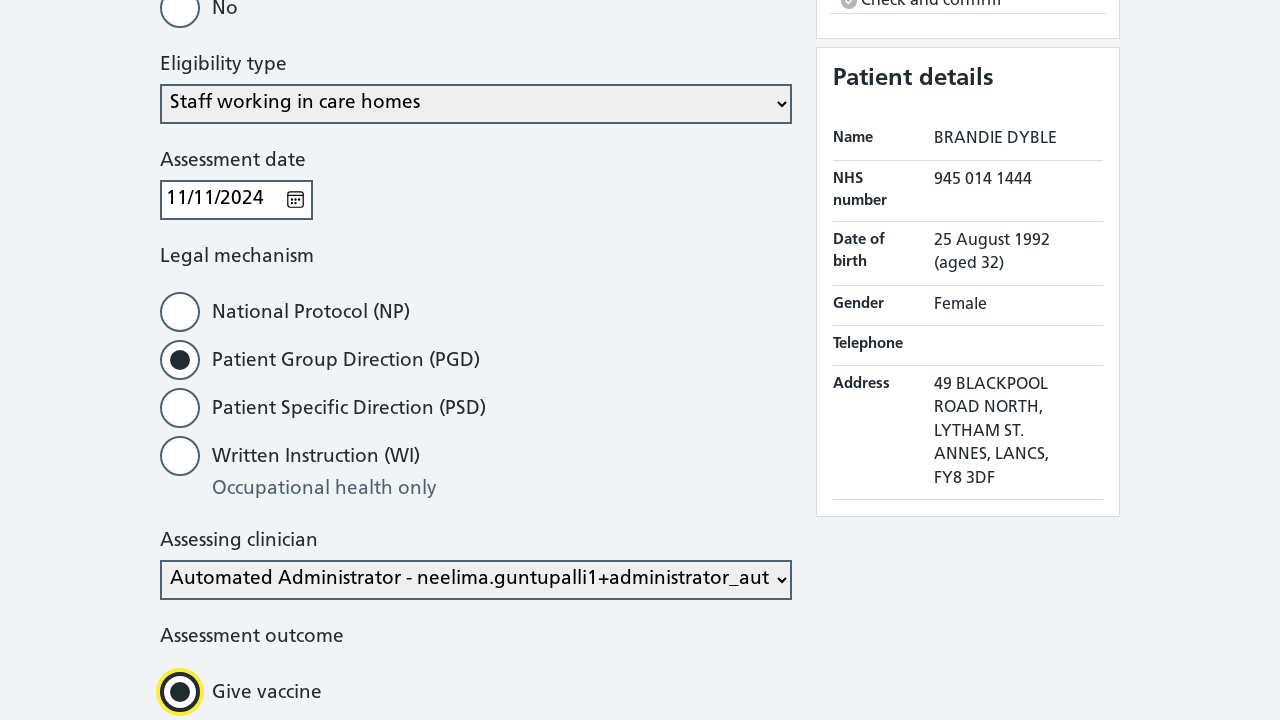 No
Eligibility type
Staff working in care homes
Assessment date
11/11/2024
Legal mechanism
National Protocol (NP)
Patient Group Direction (PGD)
Patient Specific Direction (PSD)
Written Instruction (WI)
Occupational health only
Assessing clinician
Automated Administrator - neelima.guntupalli1+administrator_aut
Assessment outcome
Give vaccine
Check and confirm
Patient details
Name BRANDIE DYBLE
NHS number 945 014 1444
Date of birth 25 August 1992 (aged 32)
Gender Female
Telephone
Address 49 BLACKPOOL
ROAD NORTH,
LYTHAM ST.
ANNES, LANCS,
FY8 3DF